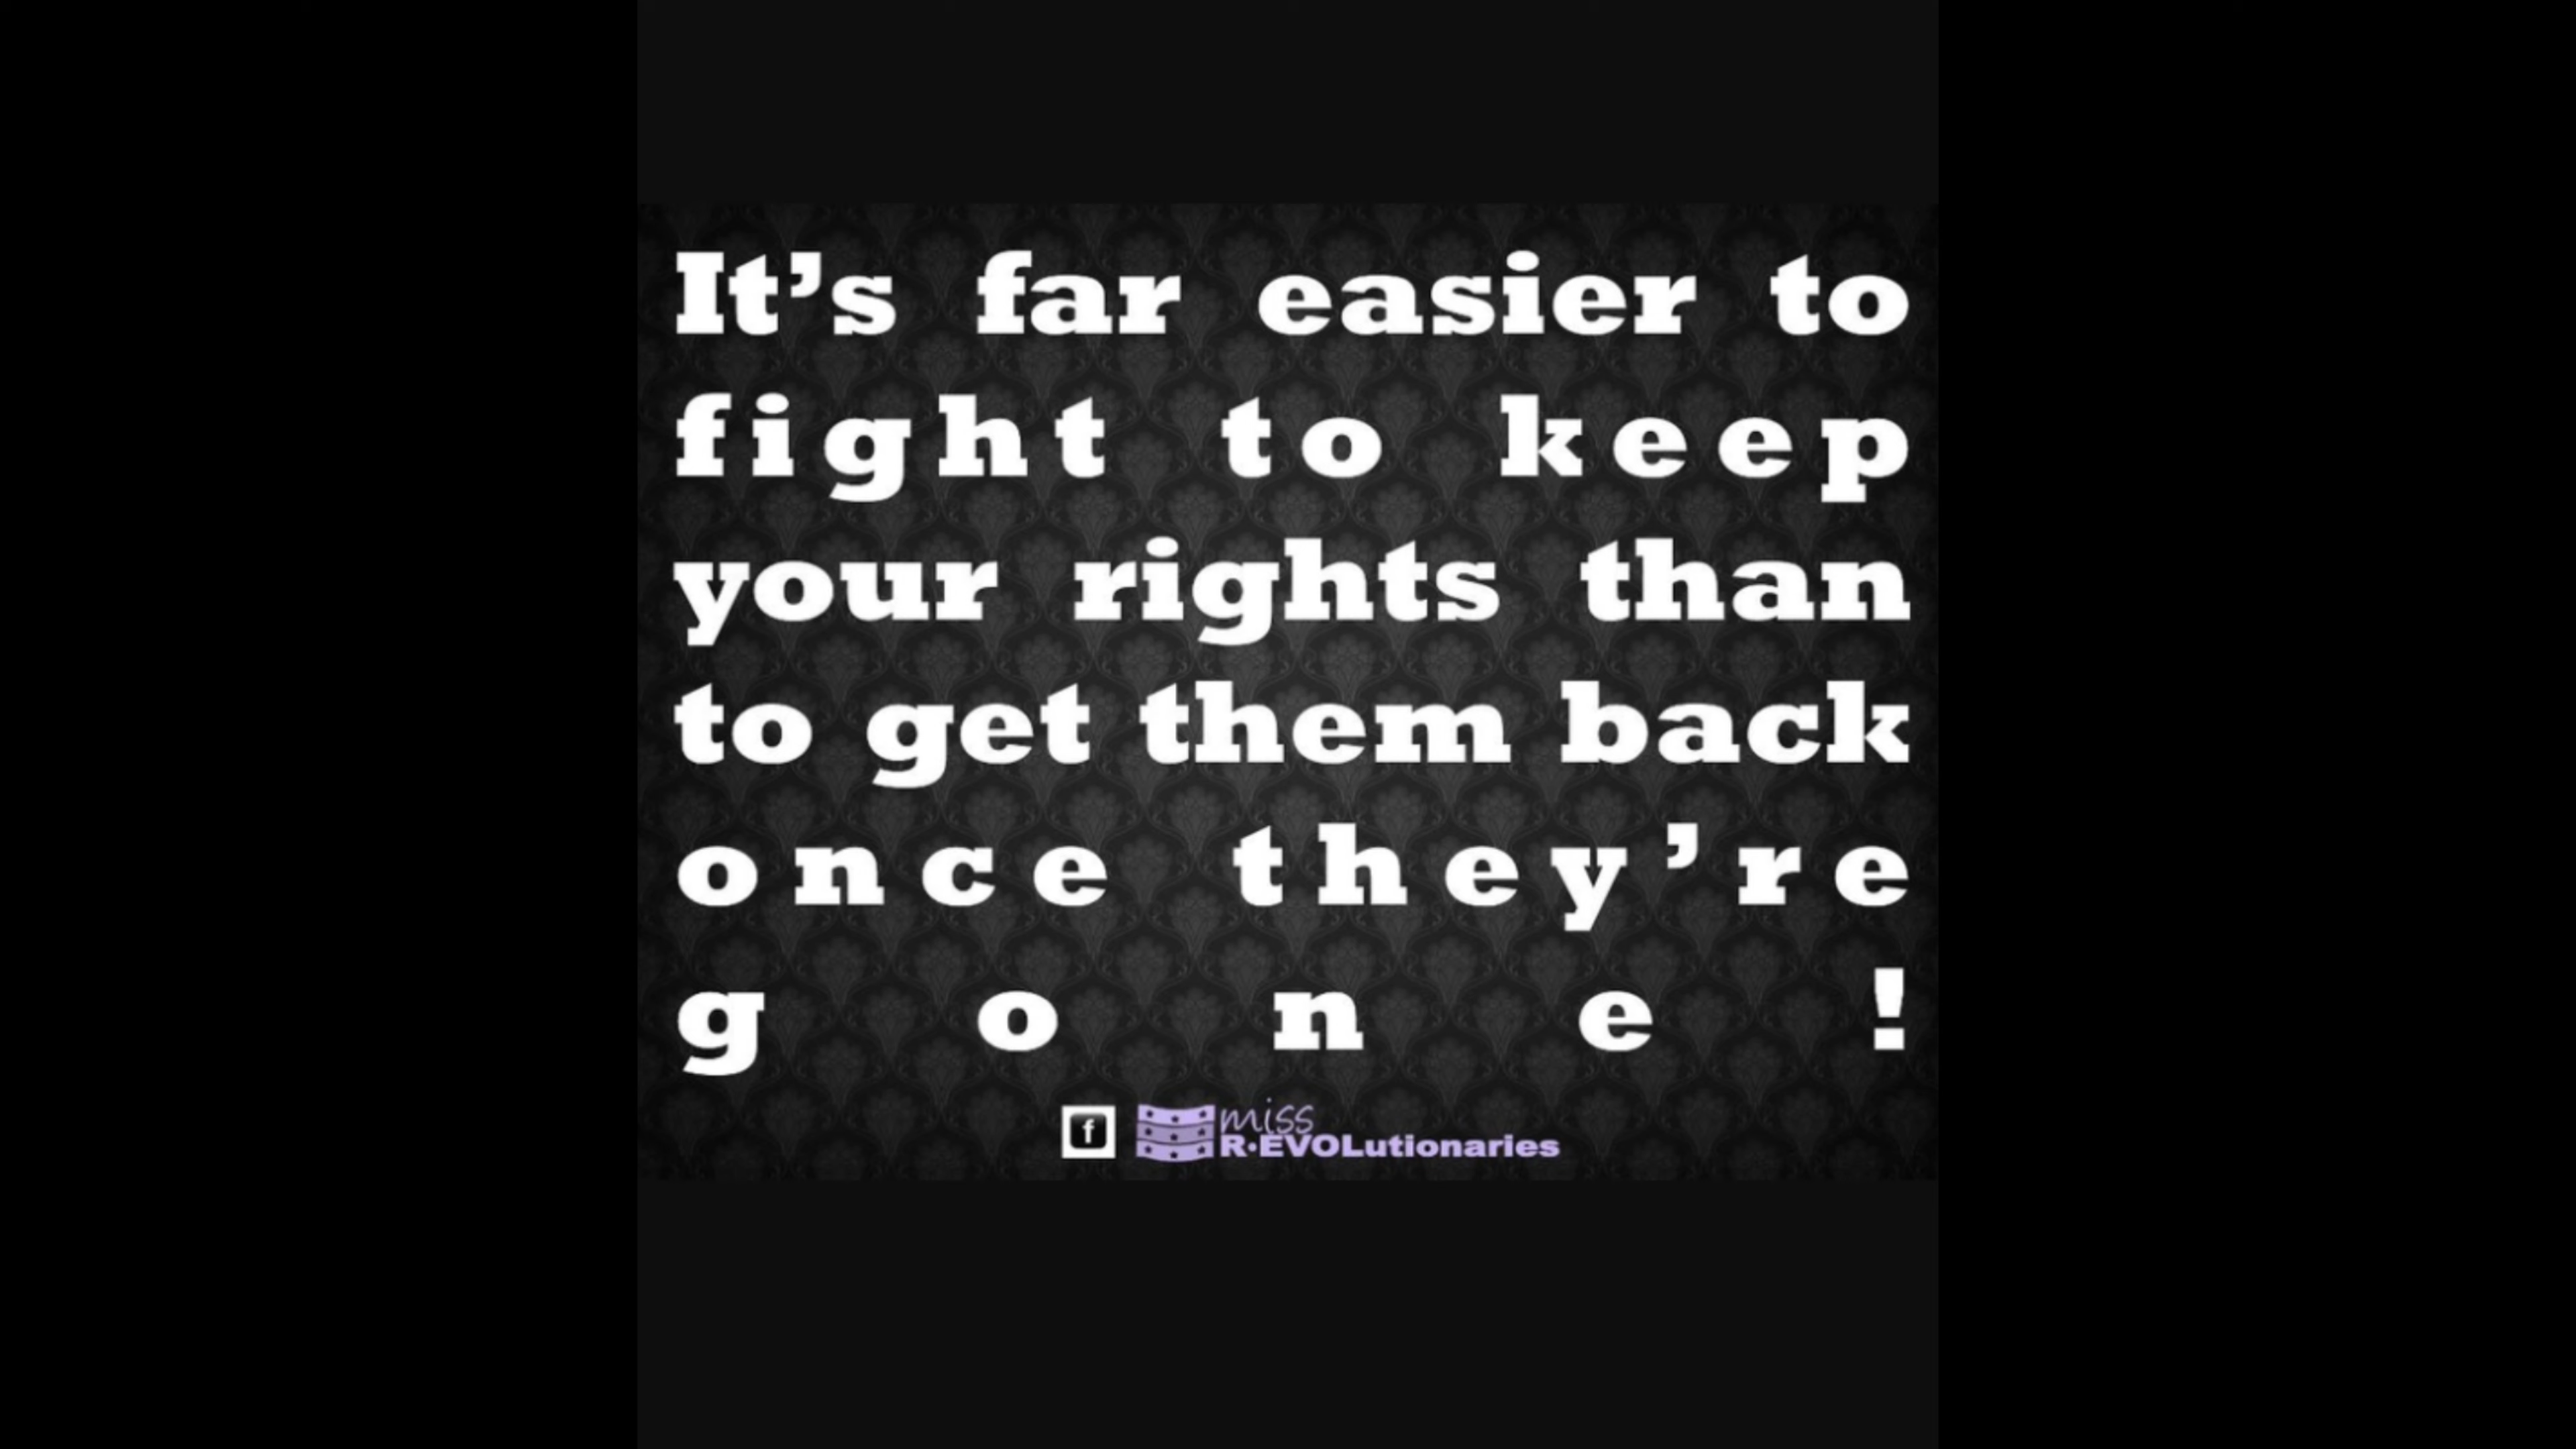 It’s far easier to
fight to keep
your rights than
to get them back
once they’re
gone!
f
miss
R•EVOLutionaries